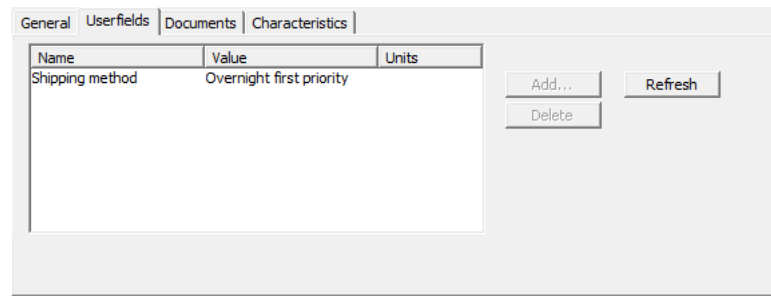 General Userfields Documents Characteristics
Name Value Units
Shipping method Overnight first priority
Add... Refresh
Delete